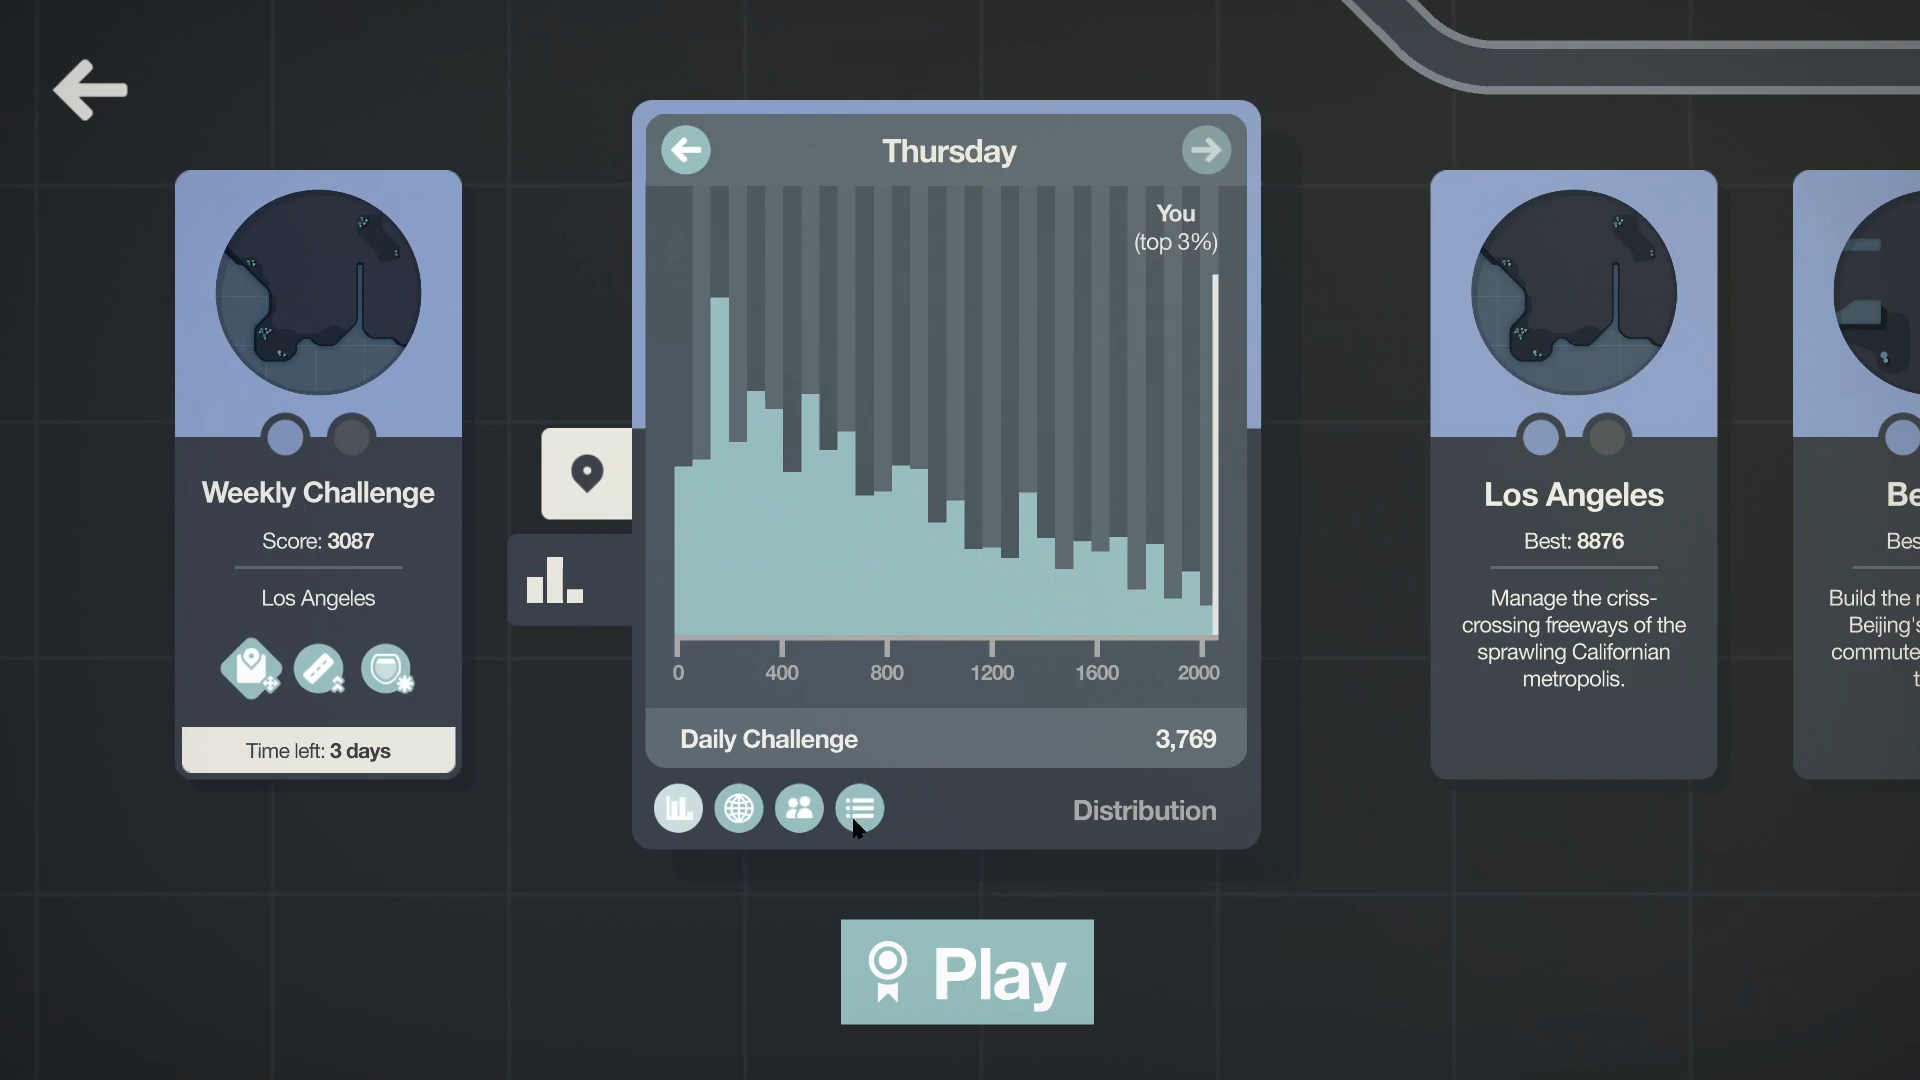 Weekly Challenge
Score: 3087
Los Angeles
Time left: 3 days
Thursday
You
(top 3%)
0 400 800 1200 1600 2000
Daily Challenge 3,769
Distribution
Play
Los Angeles
Best: 8876
Manage the criss-
crossing freeways of the
sprawling Californian
metropolis.
Be
Bes
Build the r
Beijing's
commute
t